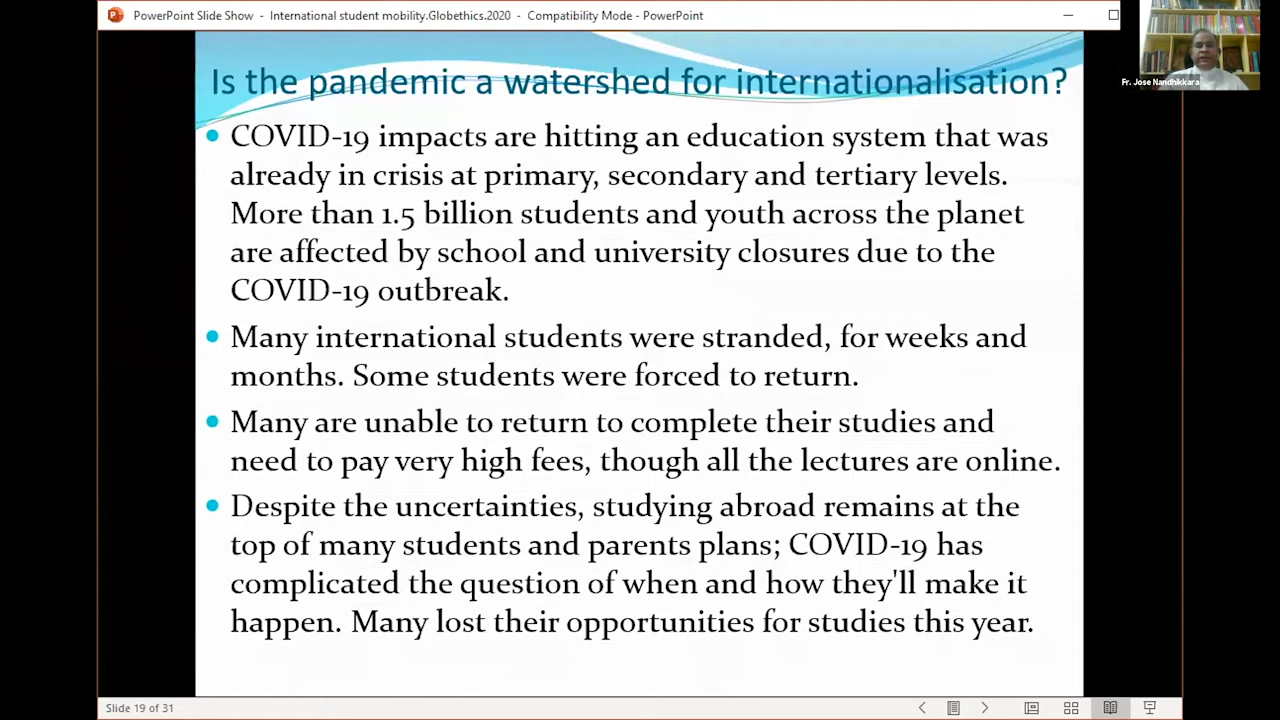 PowerPoint Slide Show - International student mobility.Globethics.2020 - Compatibility Mode - PowerPoint
Fr. Jose Nandhikkara
Is the pandemic a watershed for internationalisation?
COVID-19 impacts are hitting an education system that was
already in crisis at primary, secondary and tertiary levels.
More than 1.5 billion students and youth across the planet
are affected by school and university closures due to the
COVID-19 outbreak.
Many international students were stranded, for weeks and
months. Some students were forced to return.
Many are unable to return to complete their studies and
need to pay very high fees, though all the lectures are online.
Despite the uncertainties, studying abroad remains at the
top of many students and parents plans; COVID-19 has
complicated the question of when and how they'll make it
happen. Many lost their opportunities for studies this year.
Slide 19 of 31